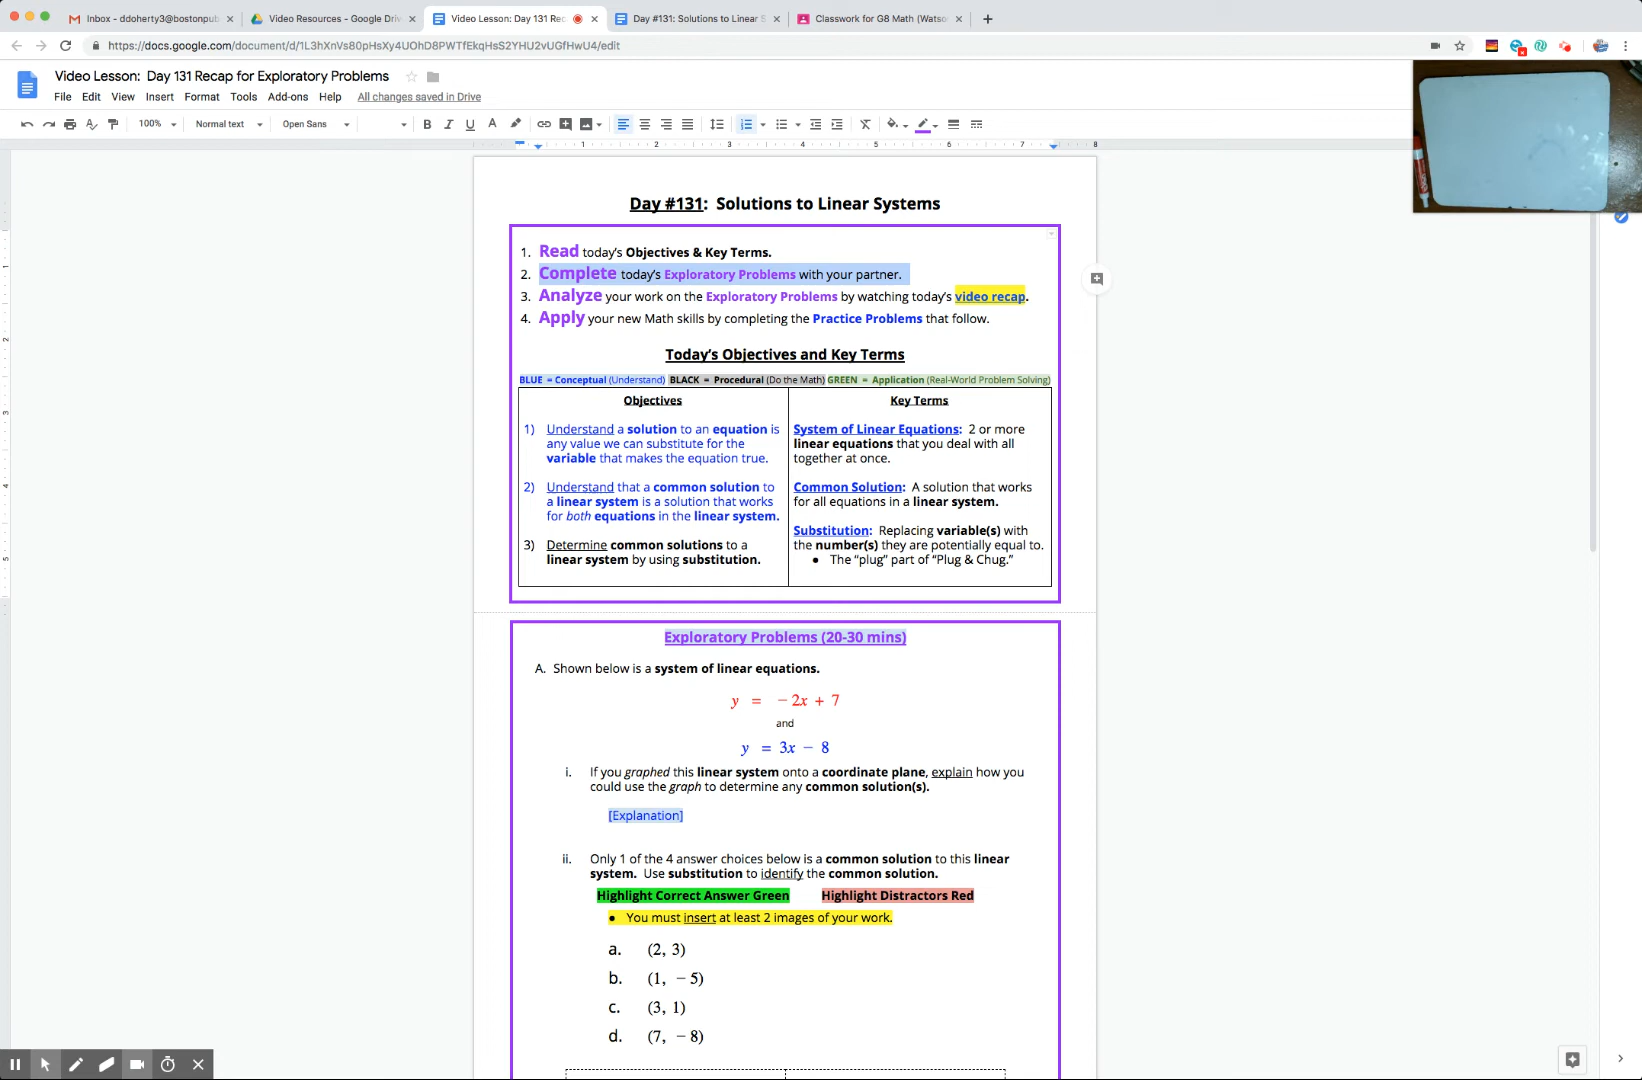 Inbox - ddoherty3@bostonpub
Video Resources - Google Driv
Video Lesson: Day 131 Rec
Day #131: Solutions to Linear S
Classwork for G8 Math (Watso
https://docs.google.com/document/d/1L3hXnVs80pHsXy4UOhD8PWTfEkqHsS2YHU2vUGfHwU4/edit
Video Lesson: Day 131 Recap for Exploratory Problems
File Edit View Insert Format Tools Add-ons Help All changes saved in Drive
100% Normal text Open Sans B I U A
1 2 3 4 5 6 7 8
Day #131: Solutions to Linear Systems
1. Read today's Objectives & Key Terms.
2. Complete today's Exploratory Problems with your partner.
3. Analyze your work on the Exploratory Problems by watching today's video recap.
4. Apply your new Math skills by completing the Practice Problems that follow.
Today's Objectives and Key Terms
BLUE = Conceptual (Understand) BLACK = Procedural (Do the Math) GREEN = Application (Real-World Problem Solving)
Objectives
1) Understand a solution to an equation is
any value we can substitute for the
variable that makes the equation true.
2) Understand that a common solution to
a linear system is a solution that works
for both equations in the linear system.
3) Determine common solutions to a
linear system by using substitution.
Key Terms
System of Linear Equations: 2 or more
linear equations that you deal with all
together at once.
Common Solution: A solution that works
for all equations in a linear system.
Substitution: Replacing variable(s) with
the number(s) they are potentially equal to.
● The "plug" part of "Plug & Chug."
Exploratory Problems (20-30 mins)
A. Shown below is a system of linear equations.
y = − 2x + 7
and
y = 3x − 8
i. If you graphed this linear system onto a coordinate plane, explain how you
could use the graph to determine any common solution(s).
[Explanation]
ii. Only 1 of the 4 answer choices below is a common solution to this linear
system. Use substitution to identify the common solution.
Highlight Correct Answer Green Highlight Distractors Red
● You must insert at least 2 images of your work.
a. (2, 3)
b. (1, − 5)
c. (3, 1)
d. (7, − 8)